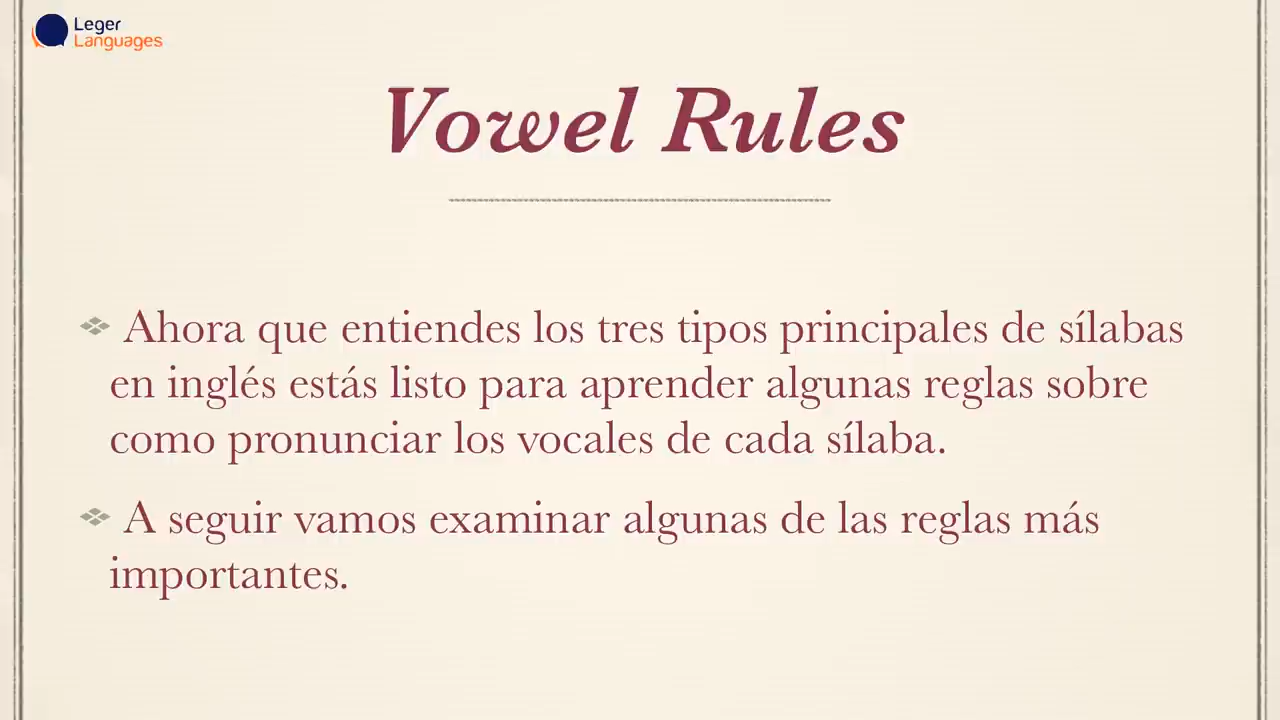 Leger
Languages
Vowel Rules
Ahora que entiendes los tres tipos principales de sílabas
en inglés estás listo para aprender algunas reglas sobre
como pronunciar los vocales de cada sílaba.
A seguir vamos examinar algunas de las reglas más
importantes.